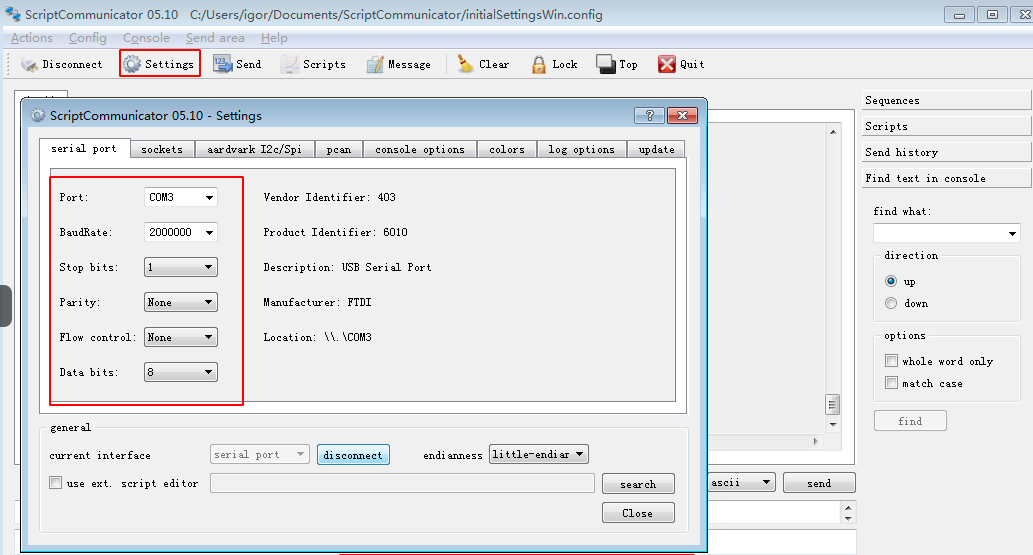 ScriptCommunicator 05.10 C:/Users/igor/Documents/ScriptCommunicator/initialSettingsWin.config
Actions Config Console Send area Help
Disconnect Settings Send Scripts Message Clear Lock Top Quit
ScriptCommunicator 05.10 - Settings
serial port sockets aardvark I2c/Spi pcan console options colors log options update
Port: COM3 Vendor Identifier: 403
BaudRate: 2000000 Product Identifier: 6010
Stop bits: 1 Description: USB Serial Port
Parity: None Manufacturer: FTDI
Flow control: None Location: \\.\COM3
Data bits: 8
general
current interface serial port disconnect endianness little-endiar
use ext. script editor search
Close
Sequences
Scripts
Send history
Find text in console
find what:
direction
up
down
options
whole word only
match case
find
ascii send